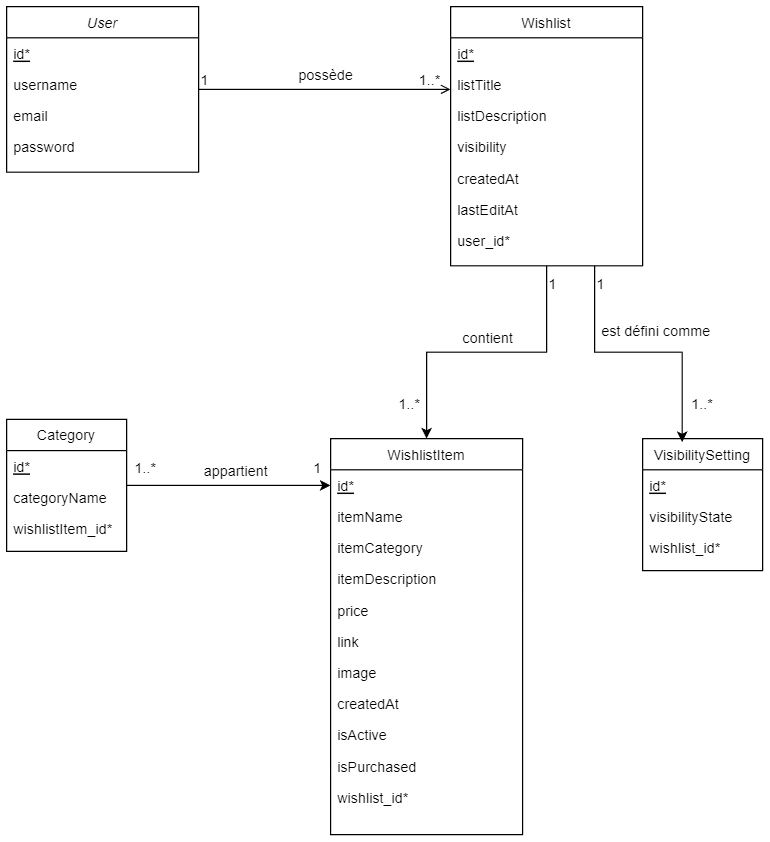 User
id*
username
email
password
1
possède
1..*
Wishlist
id*
listTitle
listDescription
visibility
createdAt
lastEditAt
user_id*
1
contient
1..*
1
est défini comme
1..*
Category
id*
categoryName
wishlistItem_id*
1..*
appartient
1
WishlistItem
id*
itemName
itemCategory
itemDescription
price
link
image
createdAt
isActive
isPurchased
wishlist_id*
VisibilitySetting
id*
visibilityState
wishlist_id*